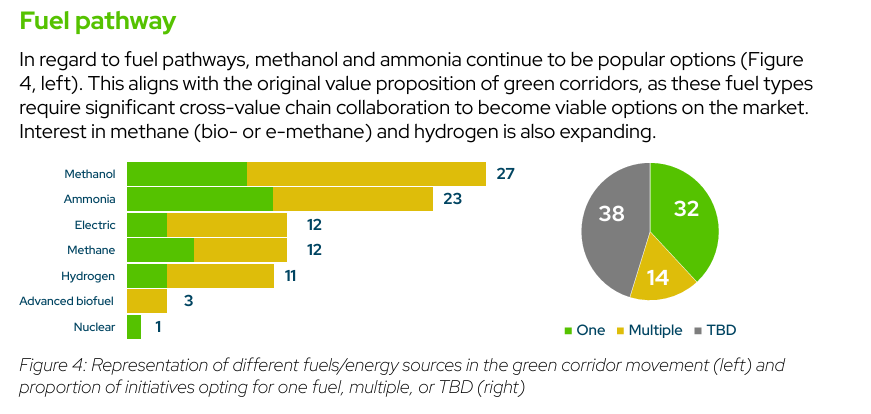 Fuel pathway
In regard to fuel pathways, methanol and ammonia continue to be popular options (Figure
4, left). This aligns with the original value proposition of green corridors, as these fuel types
require significant cross-value chain collaboration to become viable options on the market.
Interest in methane (bio- or e-methane) and hydrogen is also expanding.
Methanol 27
Ammonia 23
Electric 12
Methane 12
Hydrogen 11
Advanced biofuel 3
Nuclear 1
38 32
14
One Multiple TBD
Figure 4: Representation of different fuels/energy sources in the green corridor movement (left) and
proportion of initiatives opting for one fuel, multiple, or TBD (right)